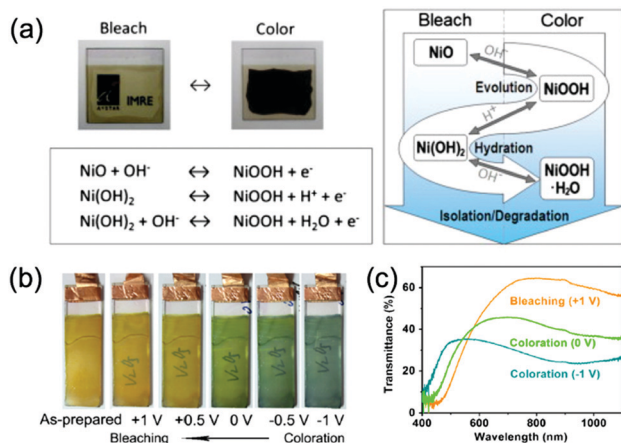 (a)
Bleach
Color
IMRE
NiO + OH⁻ ↔ NiOOH + e⁻
Ni(OH)₂ ↔ NiOOH + H⁺ + e⁻
Ni(OH)₂ + OH⁻ ↔ NiOOH + H₂O + e⁻
Bleach
Color
NiO
OH⁻
Evolution
NiOOH
H⁺
Ni(OH)₂
Hydration
OH⁻
NiOOH
·H₂O
Isolation/Degradation
(b)
As-prepared +1 V +0.5 V 0 V -0.5 V -1 V
Bleaching
Coloration
(c)
Transmittance (%)
60
40
20
0
Bleaching (+1 V)
Coloration
(0 V)
Coloration (-1 V)
400 600 800 1000
Wavelength (nm)